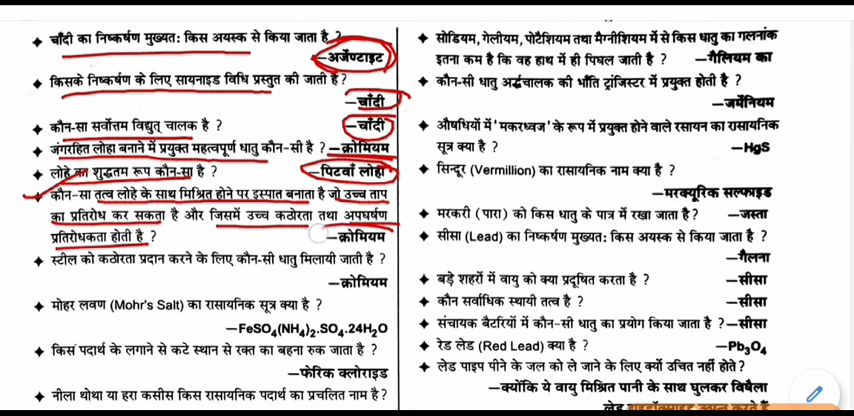 चाँदी का निष्कर्षण मुख्यतः किस अयस्क से किया जाता है ?
—अर्जेण्टाइट
किसके निष्कर्षण के लिए सायनाइड विधि प्रस्तुत की जाती है ?
—चाँदी
कौन-सा सर्वोत्तम विद्युत् चालक है ? —चाँदी
जंगरहित लोहा बनाने में प्रयुक्त महत्वपूर्ण धातु कौन-सी है ? —क्रोमियम
लोहे का शुद्धतम रूप कौन-सा है ? —पिटवाँ लोहा
कौन-सा तत्व लोहे के साथ मिश्रित होने पर इस्पात बनाता है जो उच्च ताप
का प्रतिरोध कर सकता है और जिसमें उच्च कठोरता तथा अपघर्षण
प्रतिरोधकता होती है ? —क्रोमियम
स्टील को कठोरता प्रदान करने के लिए कौन-सी धातु मिलायी जाती है ?
—क्रोमियम
मोहर लवण (Mohr's Salt) का रासायनिक सूत्र क्या है ?
—FeSO₄(NH₄)₂.SO₄.24H₂O
किस पदार्थ के लगाने से कटे स्थान से रक्त का बहना रुक जाता है ?
—फेरिक क्लोराइड
नीला थोथा या हरा कसीस किस रासायनिक पदार्थ का प्रचलित नाम है ?
सोडियम, गेलीयम, पोटैशियम तथा मैग्नीशियम में से किस धातु का गलनांक
इतना कम है कि वह हाथ में ही पिघल जाती है ? —गैलियम का
कौन-सी धातु अर्द्धचालक की भाँति ट्रांजिस्टर में प्रयुक्त होती है ?
—जर्मेनियम
औषधियों में 'मकरध्वज' के रूप में प्रयुक्त होने वाले रसायन का रासायनिक
सूत्र क्या है ? —HgS
सिन्दूर (Vermillion) का रासायनिक नाम क्या है ?
—मरक्यूरिक सल्फाइड
मरकरी (पारा) को किस धातु के पात्र में रखा जाता है ? —जस्ता
सीसा (Lead) का निष्कर्षण मुख्यतः किस अयस्क से किया जाता है ?
—गैलना
बड़े शहरों में वायु को क्या प्रदूषित करता है ? —सीसा
कौन सर्वाधिक स्थायी तत्व है ? —सीसा
संचायक बैटरियों में कौन-सी धातु का प्रयोग किया जाता है ? —सीसा
रेड लेड (Red Lead) क्या है ? —Pb₃O₄
लेड पाइप पीने के जल को ले जाने के लिए क्यों उचित नहीं होते ?
—क्योंकि ये वायु मिश्रित पानी के साथ घुलकर विषैला
लेड हाइड्रॉक्साइड उत्पन्न करते हैं